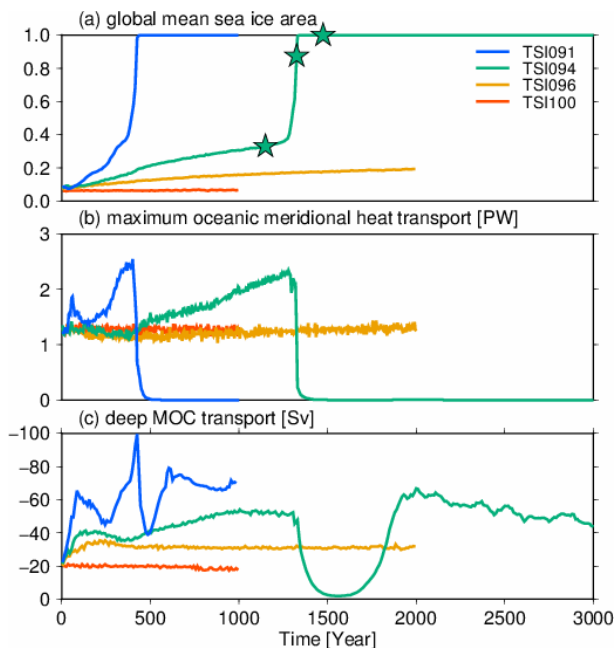 (a) global mean sea ice area
1.0
0.8
0.6
0.4
0.2
0.0
TSI091
TSI094
TSI096
TSI100
(b) maximum oceanic meridional heat transport [PW]
3
2
1
0
(c) deep MOC transport [Sv]
−100
−80
−60
−40
−20
0
0 500 1000 1500 2000 2500 3000
Time [Year]